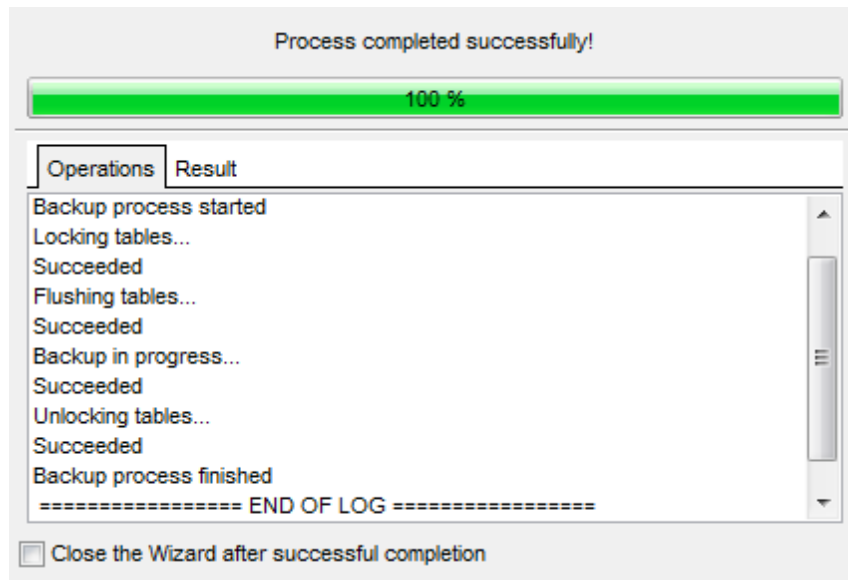 Process completed successfully!
100 %
Operations Result
Backup process started
Locking tables...
Succeeded
Flushing tables...
Succeeded
Backup in progress...
Succeeded
Unlocking tables...
Succeeded
Backup process finished
================= END OF LOG =================
Close the Wizard after successful completion